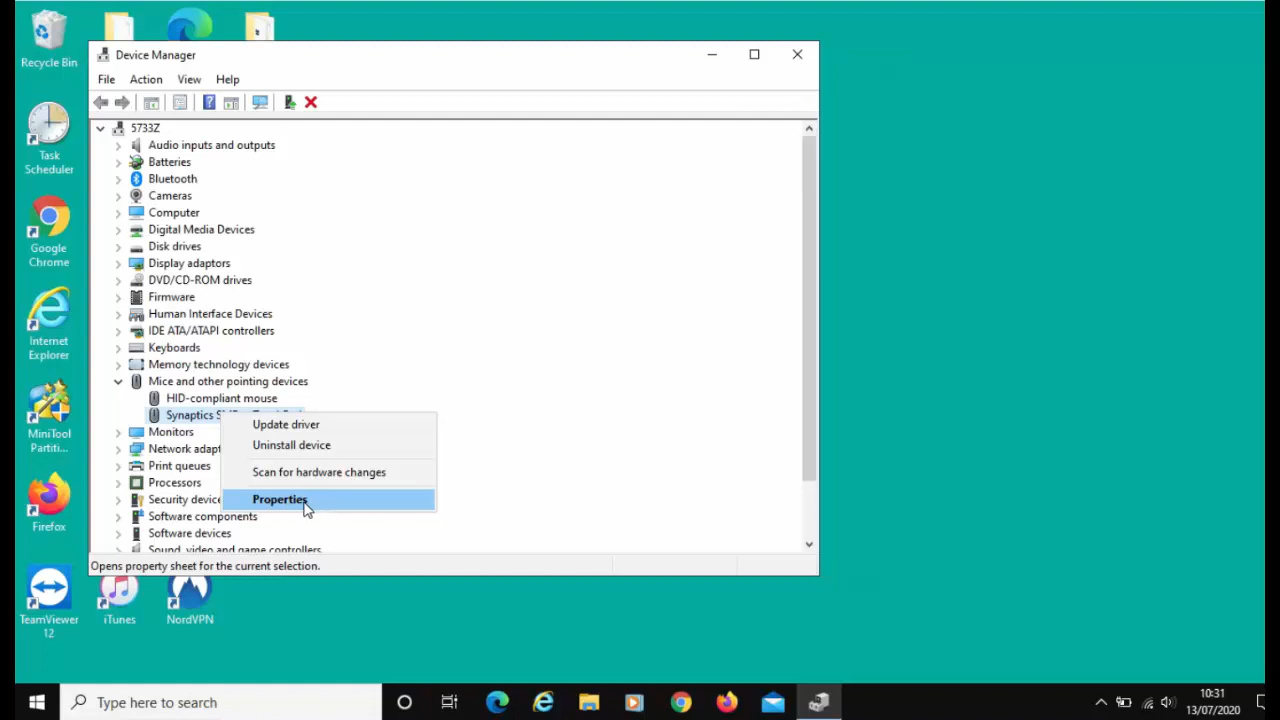 Recycle Bin
Task
Scheduler
Google
Chrome
Internet
Explorer
MiniTool
Partiti...
Firefox
TeamViewer
12
iTunes
NordVPN
Device Manager
File Action View Help
5733Z
Audio inputs and outputs
Batteries
Bluetooth
Cameras
Computer
Digital Media Devices
Disk drives
Display adaptors
DVD/CD-ROM drives
Firmware
Human Interface Devices
IDE ATA/ATAPI controllers
Keyboards
Memory technology devices
Mice and other pointing devices
HID-compliant mouse
Synaptics
Monitors
Network adapt
Print queues
Processors
Security device
Software components
Software devices
Sound, video and game controllers
Update driver
Uninstall device
Scan for hardware changes
Properties
Opens property sheet for the current selection.
Type here to search
10:31
13/07/2020